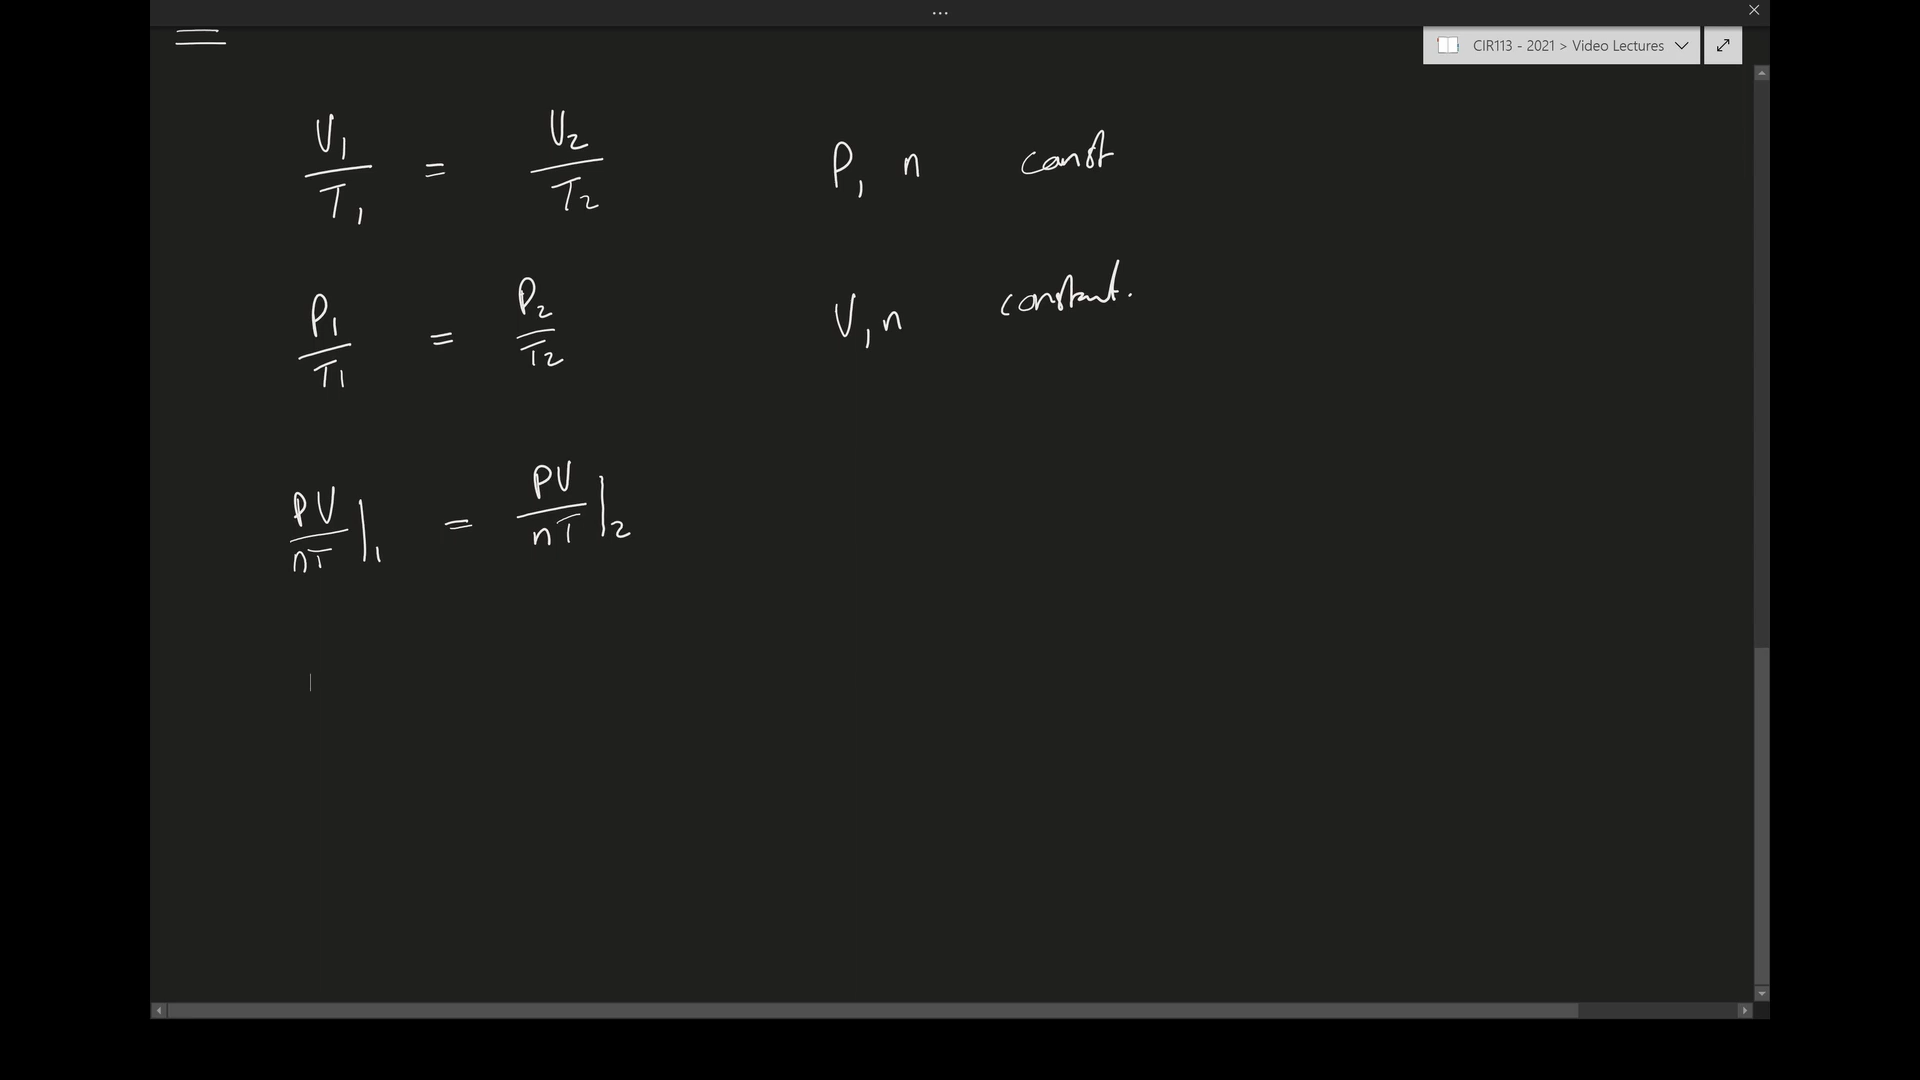 ...
CIR113 - 2021 > Video Lectures
V₁/T₁ = V₂/T₂ P, n const
P₁/T₁ = P₂/T₂ V, n constant.
PV/nT|₁ = PV/nT|₂